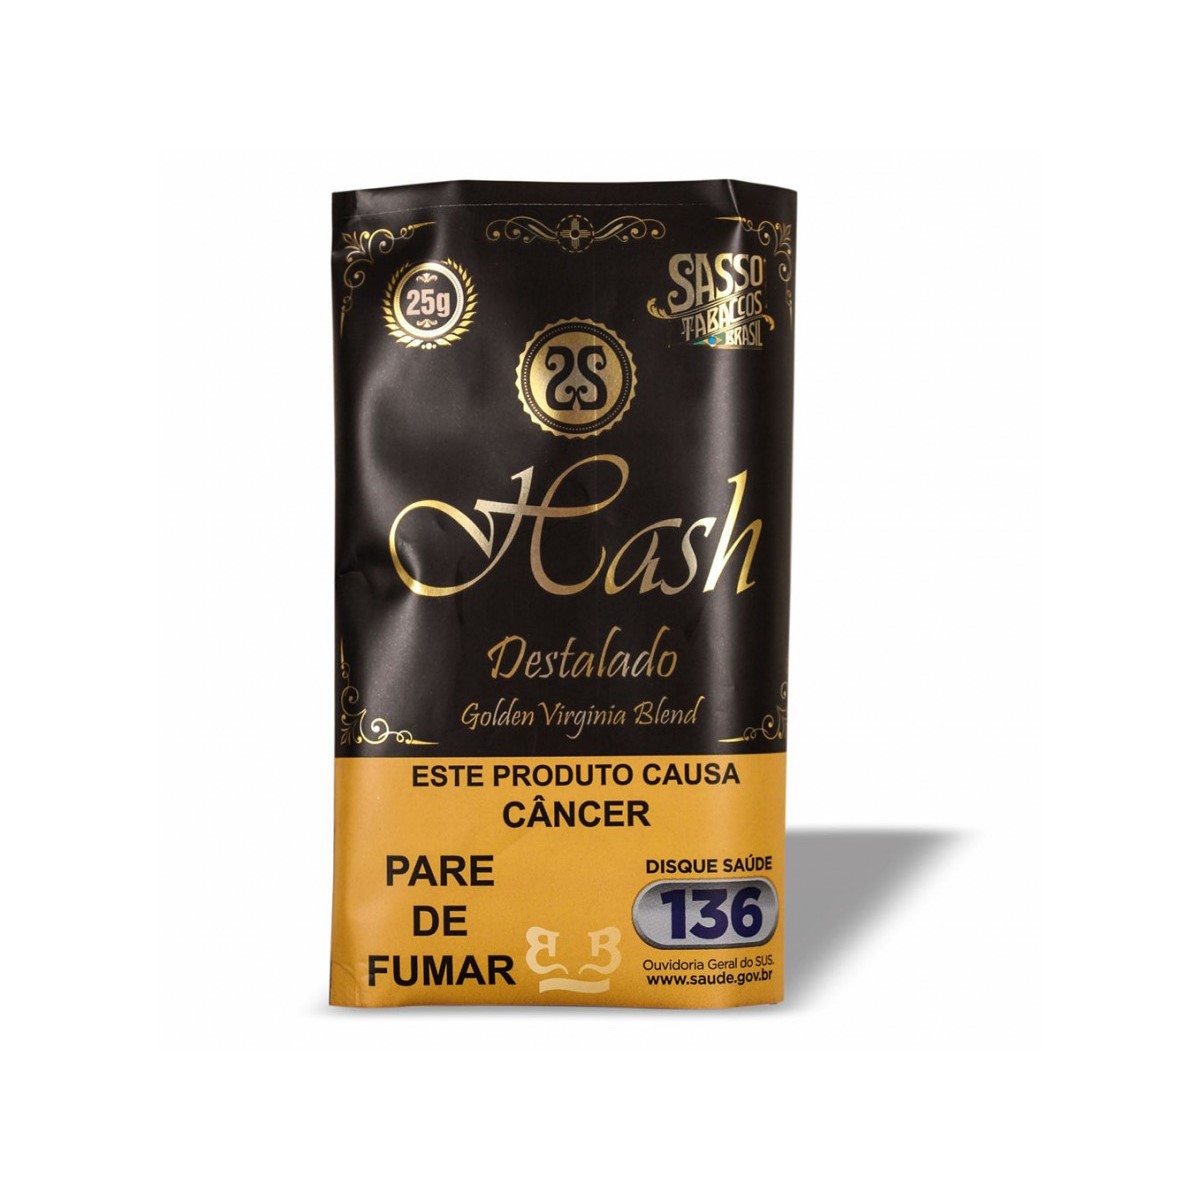 25g
SASSO
TABACCOS
BRASIL
Hash
Destalado
Golden Virginia Blend
ESTE PRODUTO CAUSA
CÂNCER
PARE
DE
FUMAR
DISQUE SAÚDE
136
Ouvidoria Geral do SUS.
www.saude.gov.br